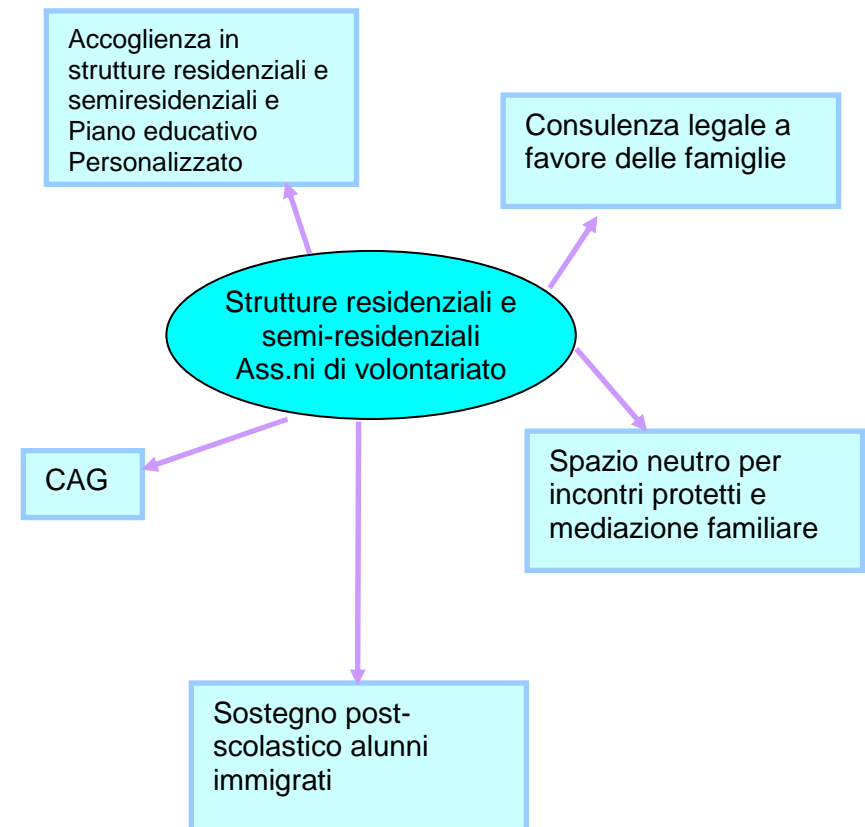 Accoglienza in
strutture residenziali e
semiresidenziali e
Piano educativo
Personalizzato
Consulenza legale a
favore delle famiglie
Strutture residenziali e
semi-residenziali
Ass.ni di volontariato
CAG
Spazio neutro per
incontri protetti e
mediazione familiare
Sostegno post-
scolastico alunni
immigrati